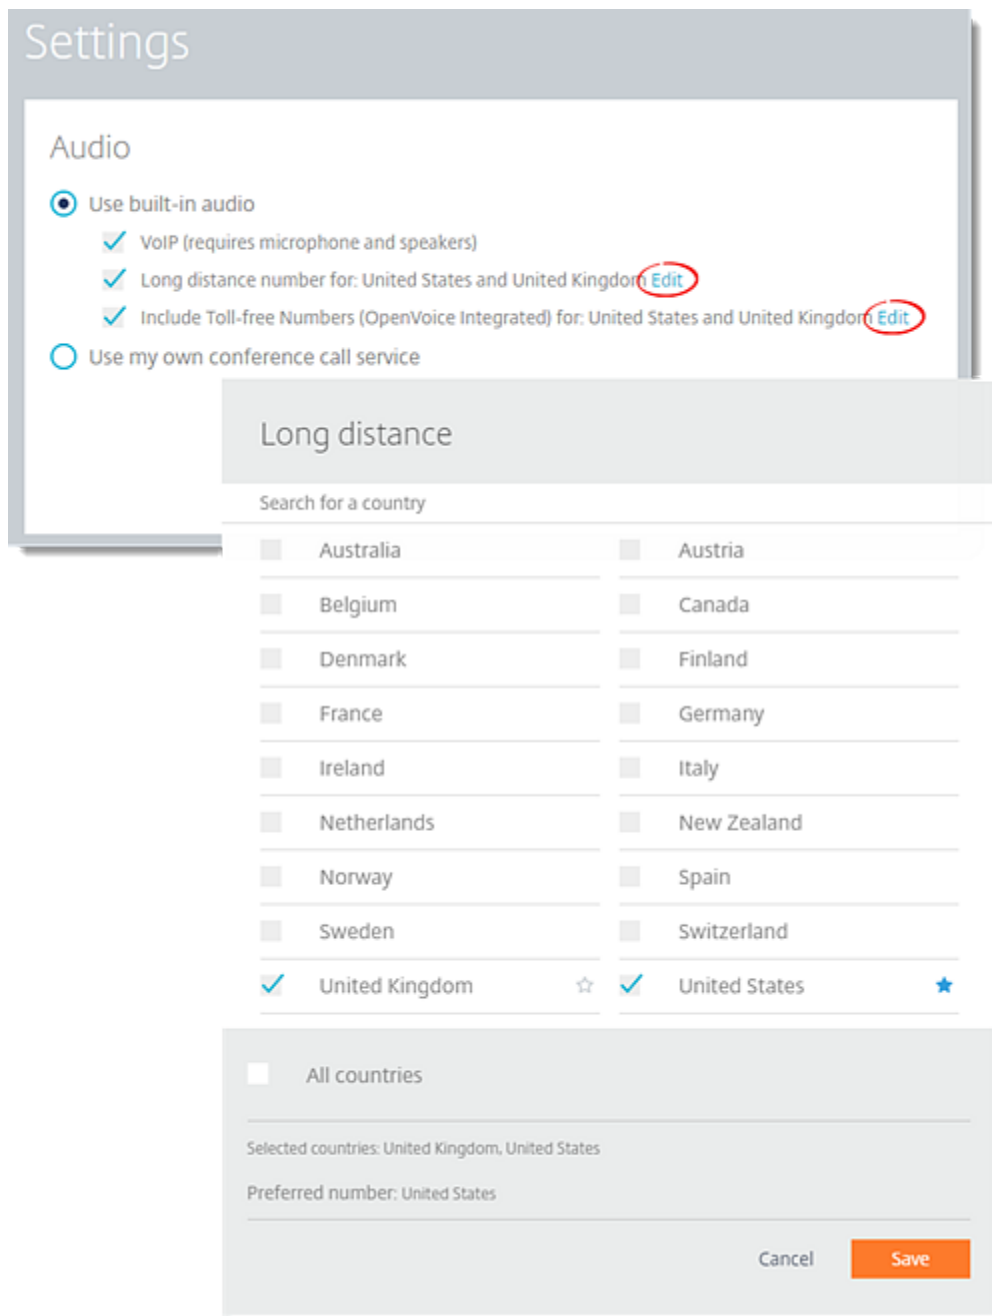 Settings
Audio
Use built-in audio
VoIP (requires microphone and speakers)
Long distance number for: United States and United Kingdom Edit
Include Toll-free Numbers (OpenVoice Integrated) for: United States and United Kingdom Edit
Use my own conference call service
Long distance
Search for a country
Australia Austria
Belgium Canada
Denmark Finland
France Germany
Ireland Italy
Netherlands New Zealand
Norway Spain
Sweden Switzerland
United Kingdom United States
All countries
Selected countries: United Kingdom, United States
Preferred number: United States
Cancel Save